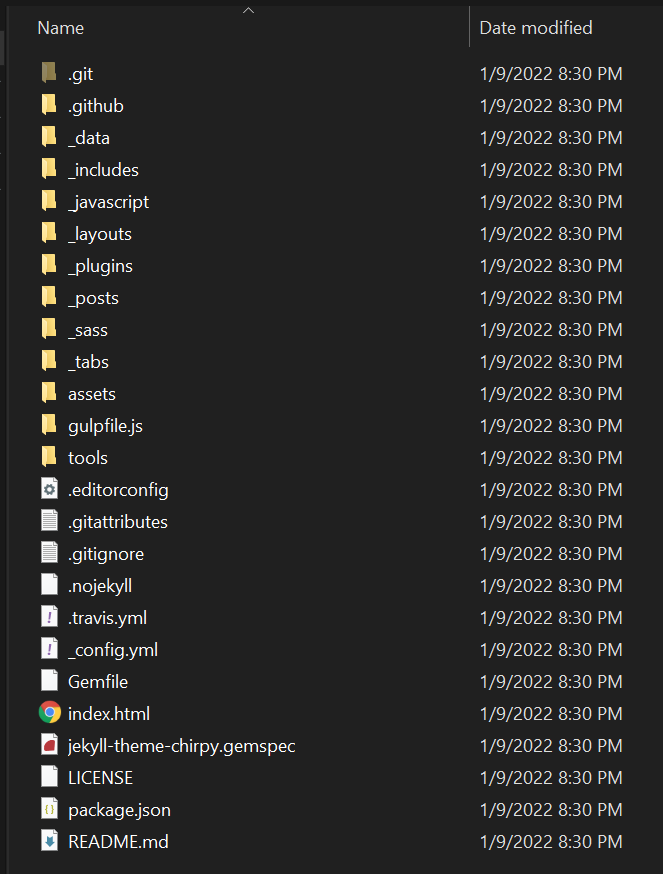 Name Date modified
.git 1/9/2022 8:30 PM
.github 1/9/2022 8:30 PM
_data 1/9/2022 8:30 PM
_includes 1/9/2022 8:30 PM
_javascript 1/9/2022 8:30 PM
_layouts 1/9/2022 8:30 PM
_plugins 1/9/2022 8:30 PM
_posts 1/9/2022 8:30 PM
_sass 1/9/2022 8:30 PM
_tabs 1/9/2022 8:30 PM
assets 1/9/2022 8:30 PM
gulpfile.js 1/9/2022 8:30 PM
tools 1/9/2022 8:30 PM
.editorconfig 1/9/2022 8:30 PM
.gitattributes 1/9/2022 8:30 PM
.gitignore 1/9/2022 8:30 PM
.nojekyll 1/9/2022 8:30 PM
.travis.yml 1/9/2022 8:30 PM
_config.yml 1/9/2022 8:30 PM
Gemfile 1/9/2022 8:30 PM
index.html 1/9/2022 8:30 PM
jekyll-theme-chirpy.gemspec 1/9/2022 8:30 PM
LICENSE 1/9/2022 8:30 PM
package.json 1/9/2022 8:30 PM
README.md 1/9/2022 8:30 PM